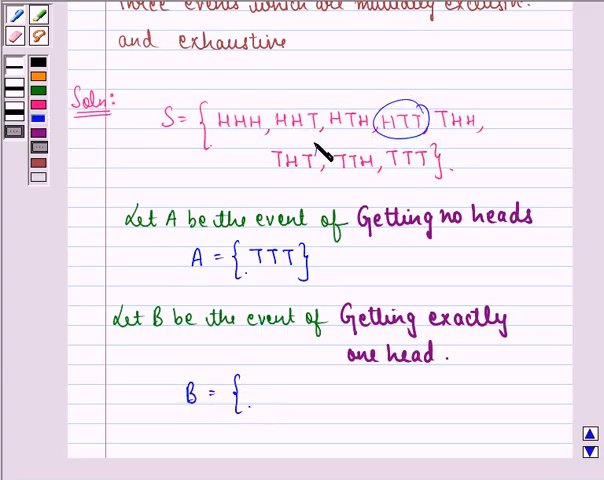 three events which are mutually exclusiv.
and exhaustive
Soln:
S = { HHH, HHT, HTH, HTT, THH,
THT, TTH, TTT}.
Let A be the event of Getting no heads
A = { TTT }
Let B be the event of Getting exactly
one head.
B = {